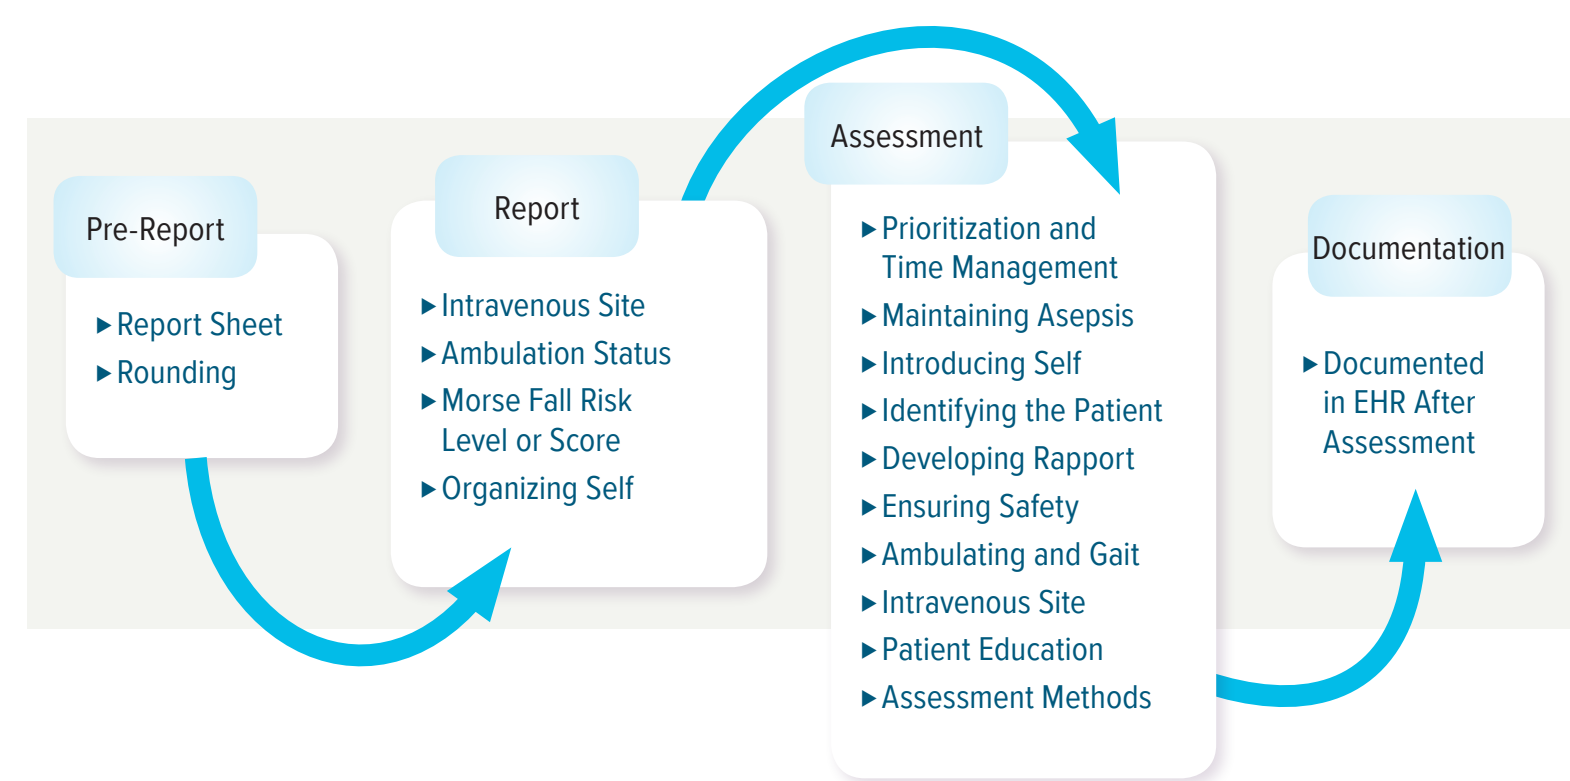 Pre-Report
▶ Report Sheet
▶ Rounding
Report
▶ Intravenous Site
▶ Ambulation Status
▶ Morse Fall Risk
Level or Score
▶ Organizing Self
Assessment
▶ Prioritization and
Time Management
▶ Maintaining Asepsis
▶ Introducing Self
▶ Identifying the Patient
▶ Developing Rapport
▶ Ensuring Safety
▶ Ambulating and Gait
▶ Intravenous Site
▶ Patient Education
▶ Assessment Methods
Documentation
▶ Documented
in EHR After
Assessment